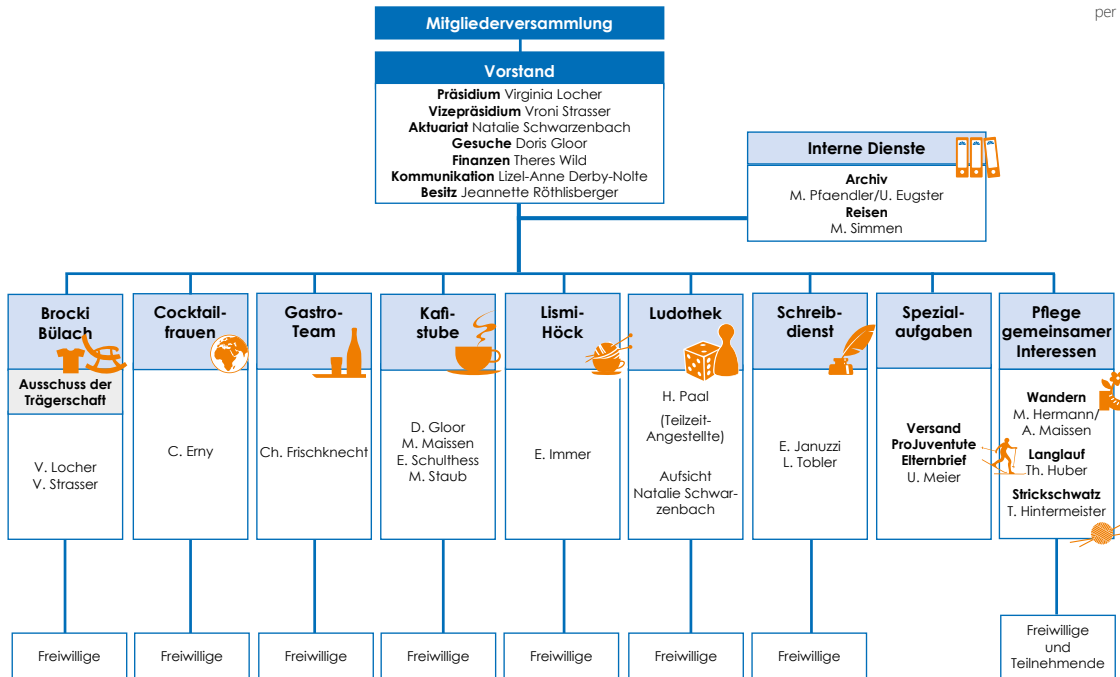 per
Mitgliederversammlung
Vorstand
Präsidium Virginia Locher
Vizepräsidium Vroni Strasser
Aktuariat Natalie Schwarzenbach
Gesuche Doris Gloor
Finanzen Theres Wild
Kommunikation Lizel-Anne Derby-Nolte
Besitz Jeannette Röthlisberger
Interne Dienste
Archiv
M. Pfaendler/U. Eugster
Reisen
M. Simmen
Brocki
Bülach
Ausschuss der
Trägerschaft
V. Locher
V. Strasser
Freiwillige
Cocktail-
frauen
C. Erny
Freiwillige
Gastro-
Team
Ch. Frischknecht
Freiwillige
Kafi-
stube
D. Gloor
M. Maissen
E. Schulthess
M. Staub
Freiwillige
Lismi-
Höck
E. Immer
Freiwillige
Ludothek
H. Paal
(Teilzeit-
Angestellte)
Aufsicht
Natalie Schwar-
zenbach
Freiwillige
Schreib-
dienst
E. Januzzi
L. Tobler
Freiwillige
Spezial-
aufgaben
Versand
ProJuventute
Elternbrief
U. Meier
Pflege
gemeinsamer
Interessen
Wandern
M. Hermann/
A. Maissen
Langlauf
Th. Huber
Strickschatz
T. Hintermeister
Freiwillige
und
Teilnehmende